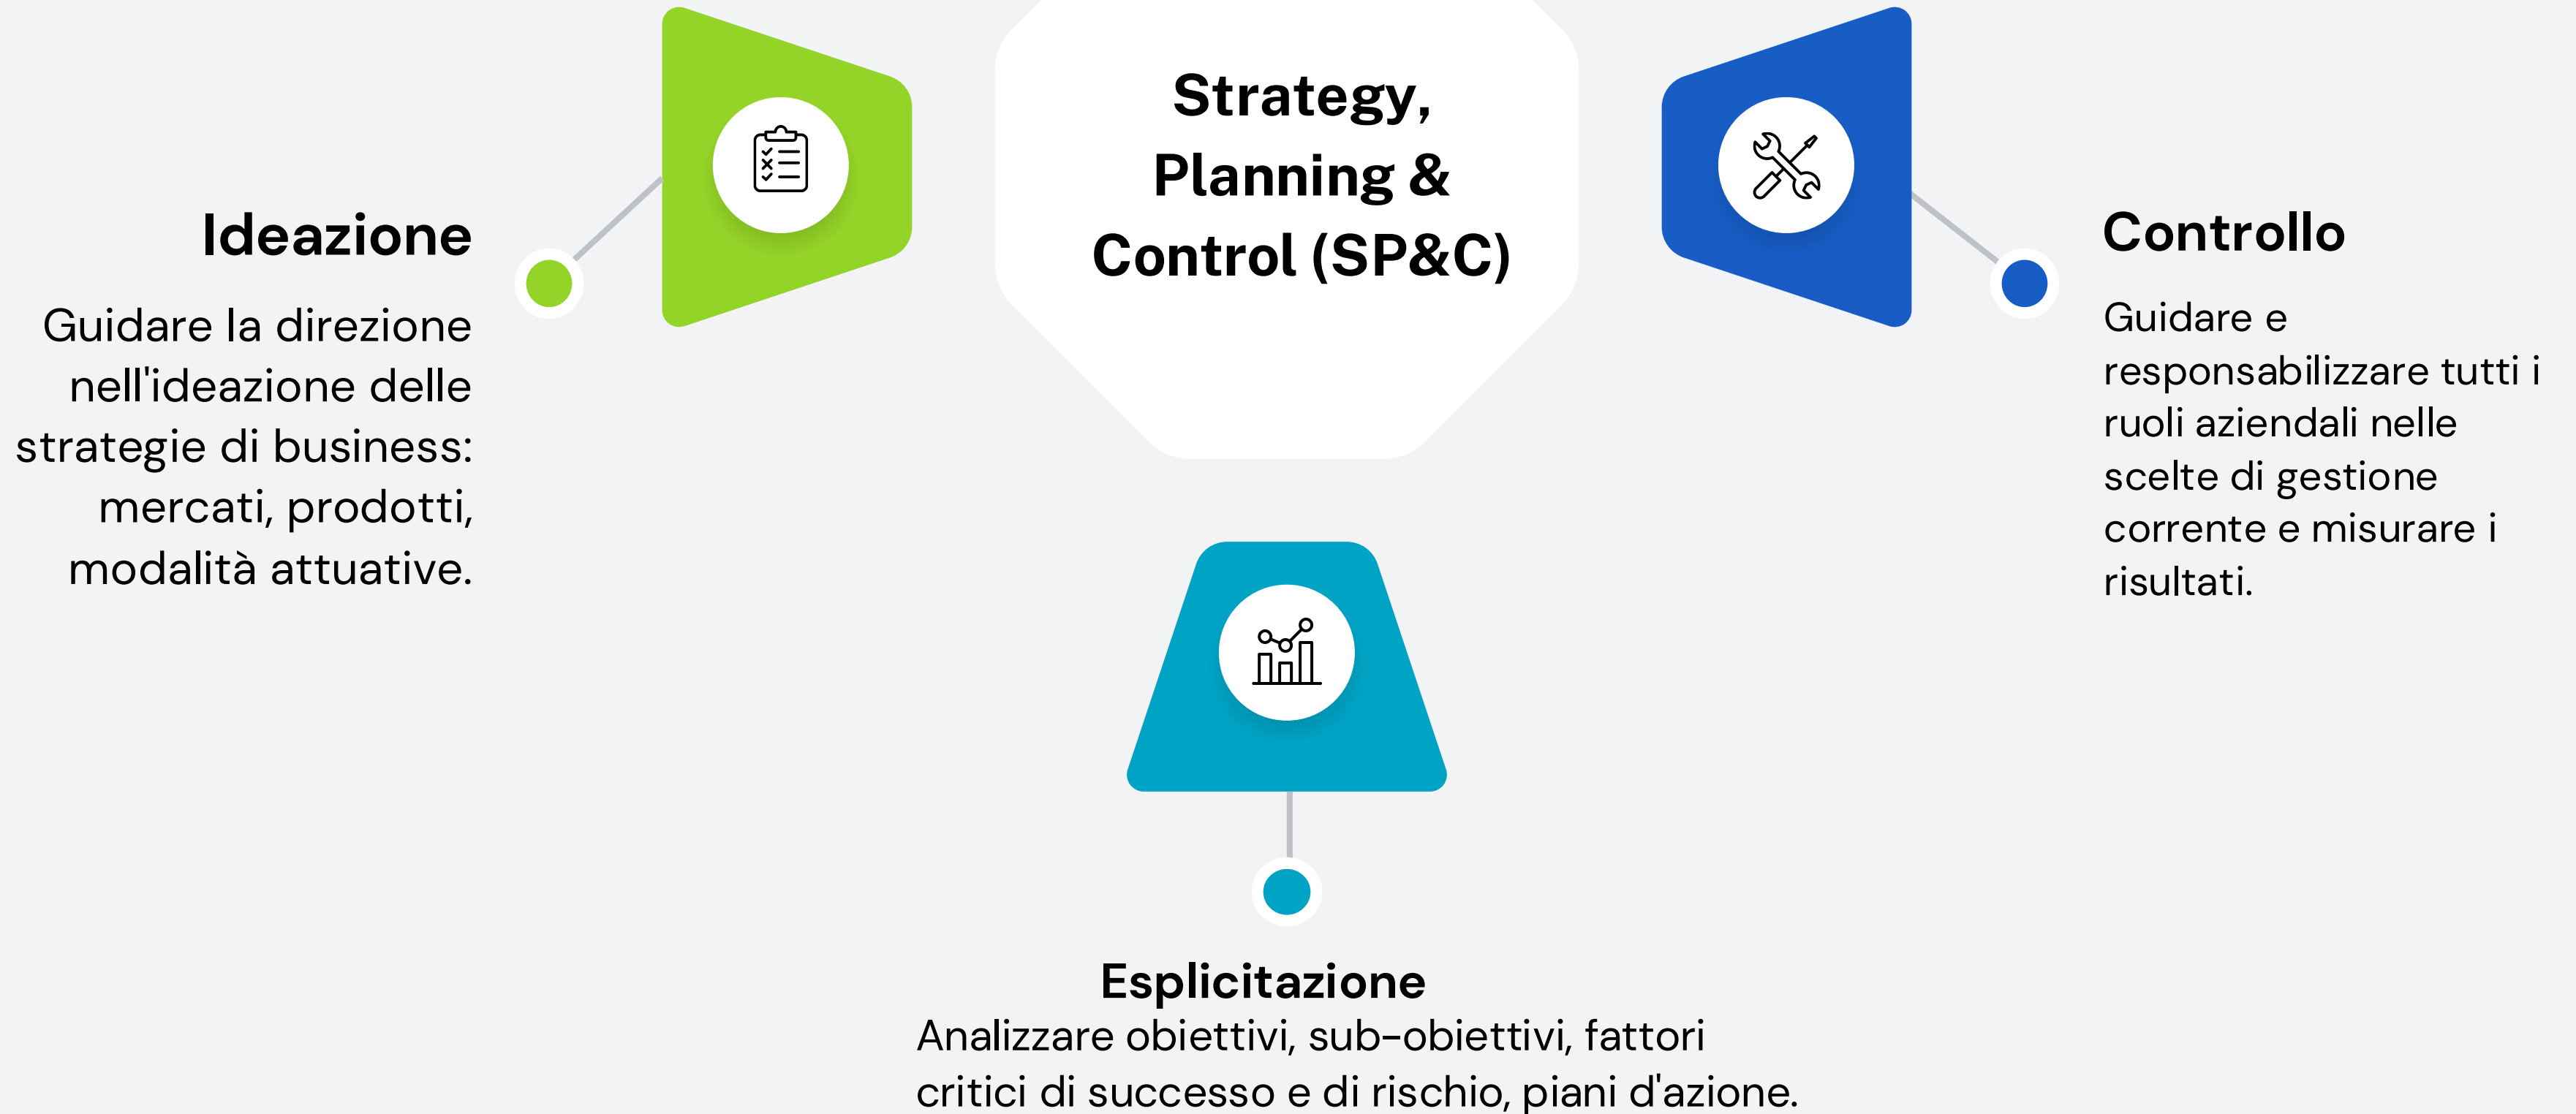 Strategy,
Planning &
Control (SP&C)
Ideazione
Guidare la direzione
nell'ideazione delle
strategie di business:
mercati, prodotti,
modalità attuative.
Controllo
Guidare e
responsabilizzare tutti i
ruoli aziendali nelle
scelte di gestione
corrente e misurare i
risultati.
Esplicitazione
Analizzare obiettivi, sub-obiettivi, fattori
critici di successo e di rischio, piani d'azione.